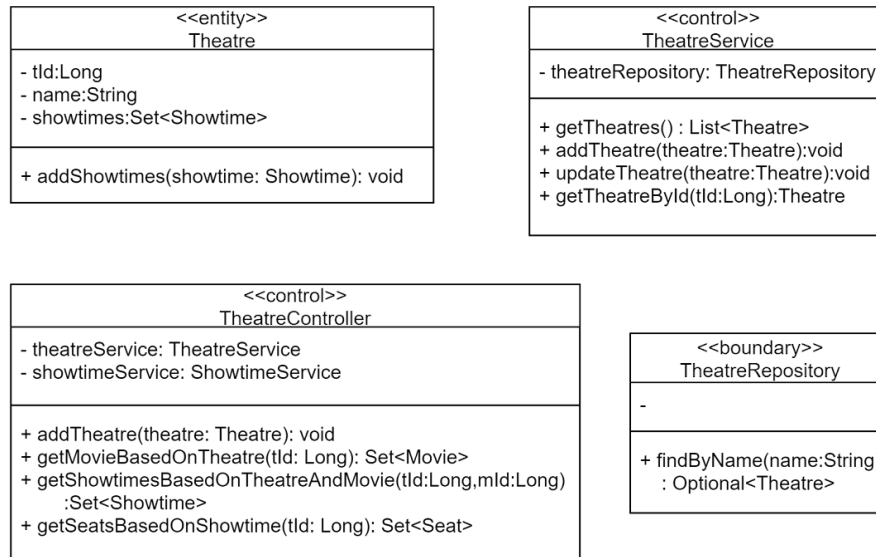 <<entity>>
Theatre
- tId:Long
- name:String
- showtimes:Set<Showtime>
+ addShowtimes(showtime: Showtime): void
<<control>>
TheatreService
- theatreRepository: TheatreRepository
+ getTheatres() : List<Theatre>
+ addTheatre(theatre:Theatre):void
+ updateTheatre(theatre:Theatre):void
+ getTheatreById(tId:Long):Theatre
<<control>>
TheatreController
- theatreService: TheatreService
- showtimeService: ShowtimeService
+ addTheatre(theatre: Theatre): void
+ getMovieBasedOnTheatre(tId: Long): Set<Movie>
+ getShowtimesBasedOnTheatreAndMovie(tId:Long,mId:Long)
:Set<Showtime>
+ getSeatsBasedOnShowtime(tId: Long): Set<Seat>
<<boundary>>
TheatreRepository
-
+ findByName(name:String
: Optional<Theatre>